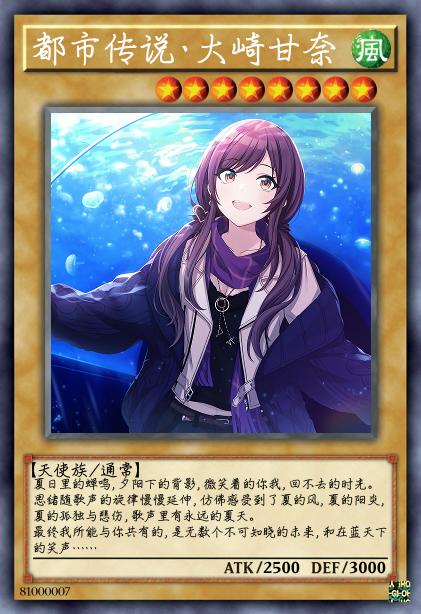 都市传说·大崎甘奈 風
【天使族/通常】
夏日里的蝉鸣,夕阳下的背影,微笑着的你我,回不去的时光。
思绪随歌声的旋律慢慢延伸,仿佛感受到了夏的风,夏的阳炎,
夏的孤独与悲伤,歌声里有永远的夏天。
最终我所能与你共有的,是无数个不可知晓的未来,和在蓝天下
的笑声……
ATK/2500 DEF/3000
81000007